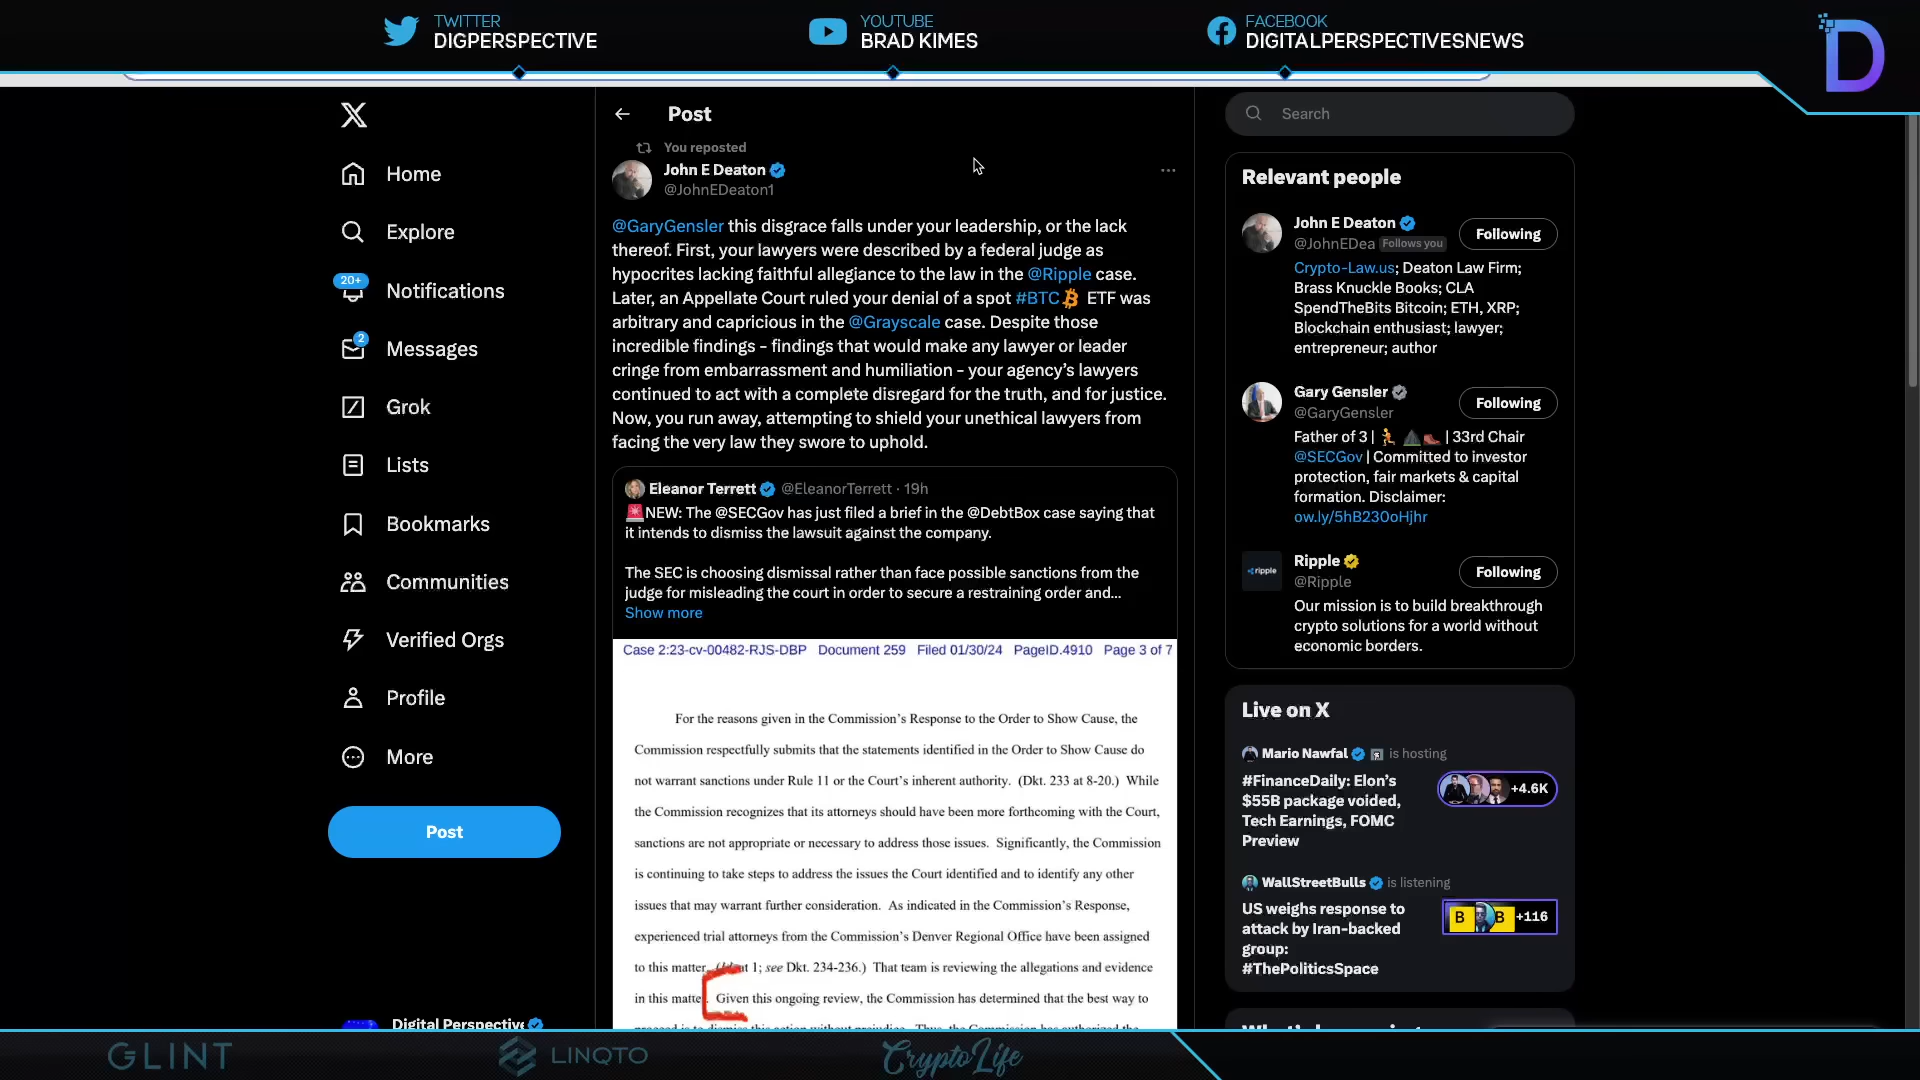 TWITTER
DIGPERSPECTIVE
YOUTUBE
BRAD KIMES
FACEBOOK
DIGITALPERSPECTIVESNEWS
D
Home
Explore
20+
Notifications
2
Messages
Grok
Lists
Bookmarks
Communities
Verified Orgs
Profile
More
Post
Digital Perspective
Post
You reposted
John E Deaton
@JohnEDeaton1
@GaryGensler this disgrace falls under your leadership, or the lack
thereof. First, your lawyers were described by a federal judge as
hypocrites lacking faithful allegiance to the law in the @Ripple case.
Later, an Appellate Court ruled your denial of a spot #BTC ETF was
arbitrary and capricious in the @Grayscale case. Despite those
incredible findings - findings that would make any lawyer or leader
cringe from embarrassment and humiliation - your agency’s lawyers
continued to act with a complete disregard for the truth, and for justice.
Now, you run away, attempting to shield your unethical lawyers from
facing the very law they swore to uphold.
Eleanor Terrett @EleanorTerrett · 19h
NEW: The @SECGov has just filed a brief in the @DebtBox case saying that
it intends to dismiss the lawsuit against the company.
The SEC is choosing dismissal rather than face possible sanctions from the
judge for misleading the court in order to secure a restraining order and…
Show more
Case 2:23-cv-00482-RJS-DBP Document 259 Filed 01/30/24 PageID.4910 Page 3 of 7
For the reasons given in the Commission’s Response to the Order to Show Cause, the
Commission respectfully submits that the statements identified in the Order to Show Cause do
not warrant sanctions under Rule 11 or the Court’s inherent authority. (Dkt. 233 at 8-20.) While
the Commission recognizes that its attorneys should have been more forthcoming with the Court,
sanctions are not appropriate or necessary to address those issues. Significantly, the Commission
is continuing to take steps to address the issues the Court identified and to identify any other
issues that may warrant further consideration. As indicated in the Commission’s Response,
experienced trial attorneys from the Commission’s Denver Regional Office have been assigned
to this matter. at 1; see Dkt. 234-236.) That team is reviewing the allegations and evidence
in this matter. Given this ongoing review, the Commission has determined that the best way to
Search
Relevant people
John E Deaton
@JohnEDea Follows you
Following
Crypto-Law.us; Deaton Law Firm;
Brass Knuckle Books; CLA
SpendTheBits Bitcoin; ETH, XRP;
Blockchain enthusiast; lawyer;
entrepreneur; author
Gary Gensler
@GaryGensler
Following
Father of 3 | | 33rd Chair
@SECGov | Committed to investor
protection, fair markets & capital
formation. Disclaimer:
ow.ly/5hB230oHjhr
ripple
Ripple
@Ripple
Following
Our mission is to build breakthrough
crypto solutions for a world without
economic borders.
Live on X
Mario Nawfal is hosting
#FinanceDaily: Elon’s
$55B package voided,
Tech Earnings, FOMC
Preview
+4.6K
WallStreetBulls is listening
US weighs response to
attack by Iran-backed
group:
#ThePoliticsSpace
B B +116
GLINT
LINQTO
CryptoLife